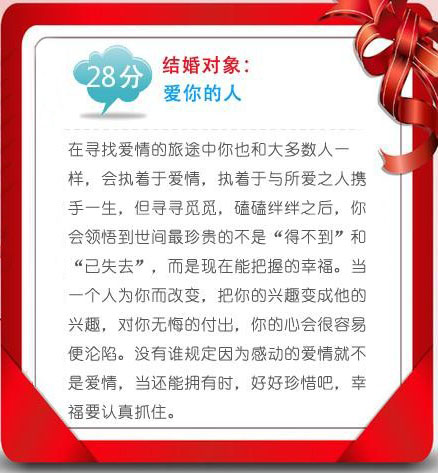 28分
结婚对象：
爱你的人
在寻找爱情的旅途中你也和大多数人一
样，会执着于爱情，执着于与所爱之人携
手一生，但寻寻觅觅，磕磕绊绊之后，你
会领悟到世间最珍贵的不是“得不到”和
“已失去”，而是现在能把握的幸福。当
一个人为你而改变，把你的兴趣变成他的
兴趣，对你无悔的付出，你的心会很容易
便沦陷。没有谁规定因为感动的爱情就不
是爱情，当还能拥有时，好好珍惜吧，幸
福要认真抓住。